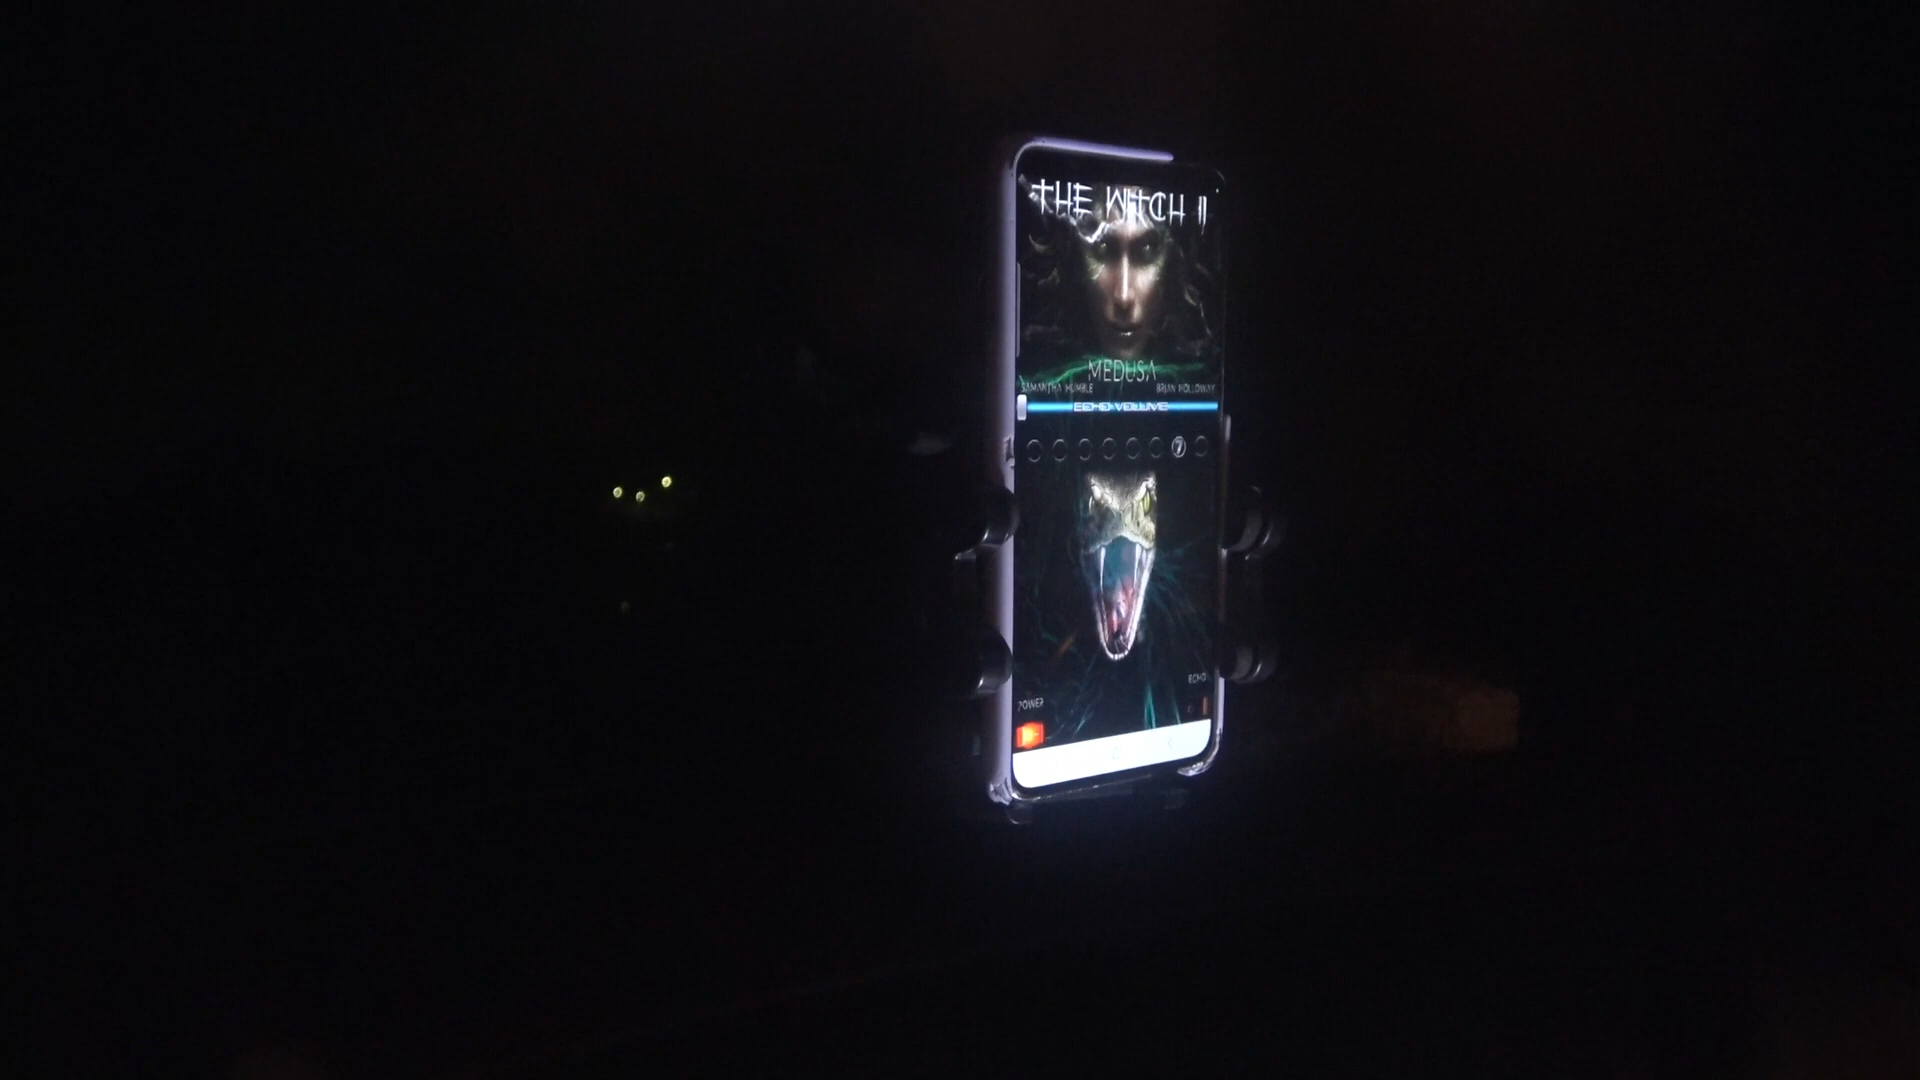 THE WITCH II
MEDUSA
SAMANTHA HUMBLE BRIAN HOLLOWAY
ECHO VOLUME
7
ECHO
POWER